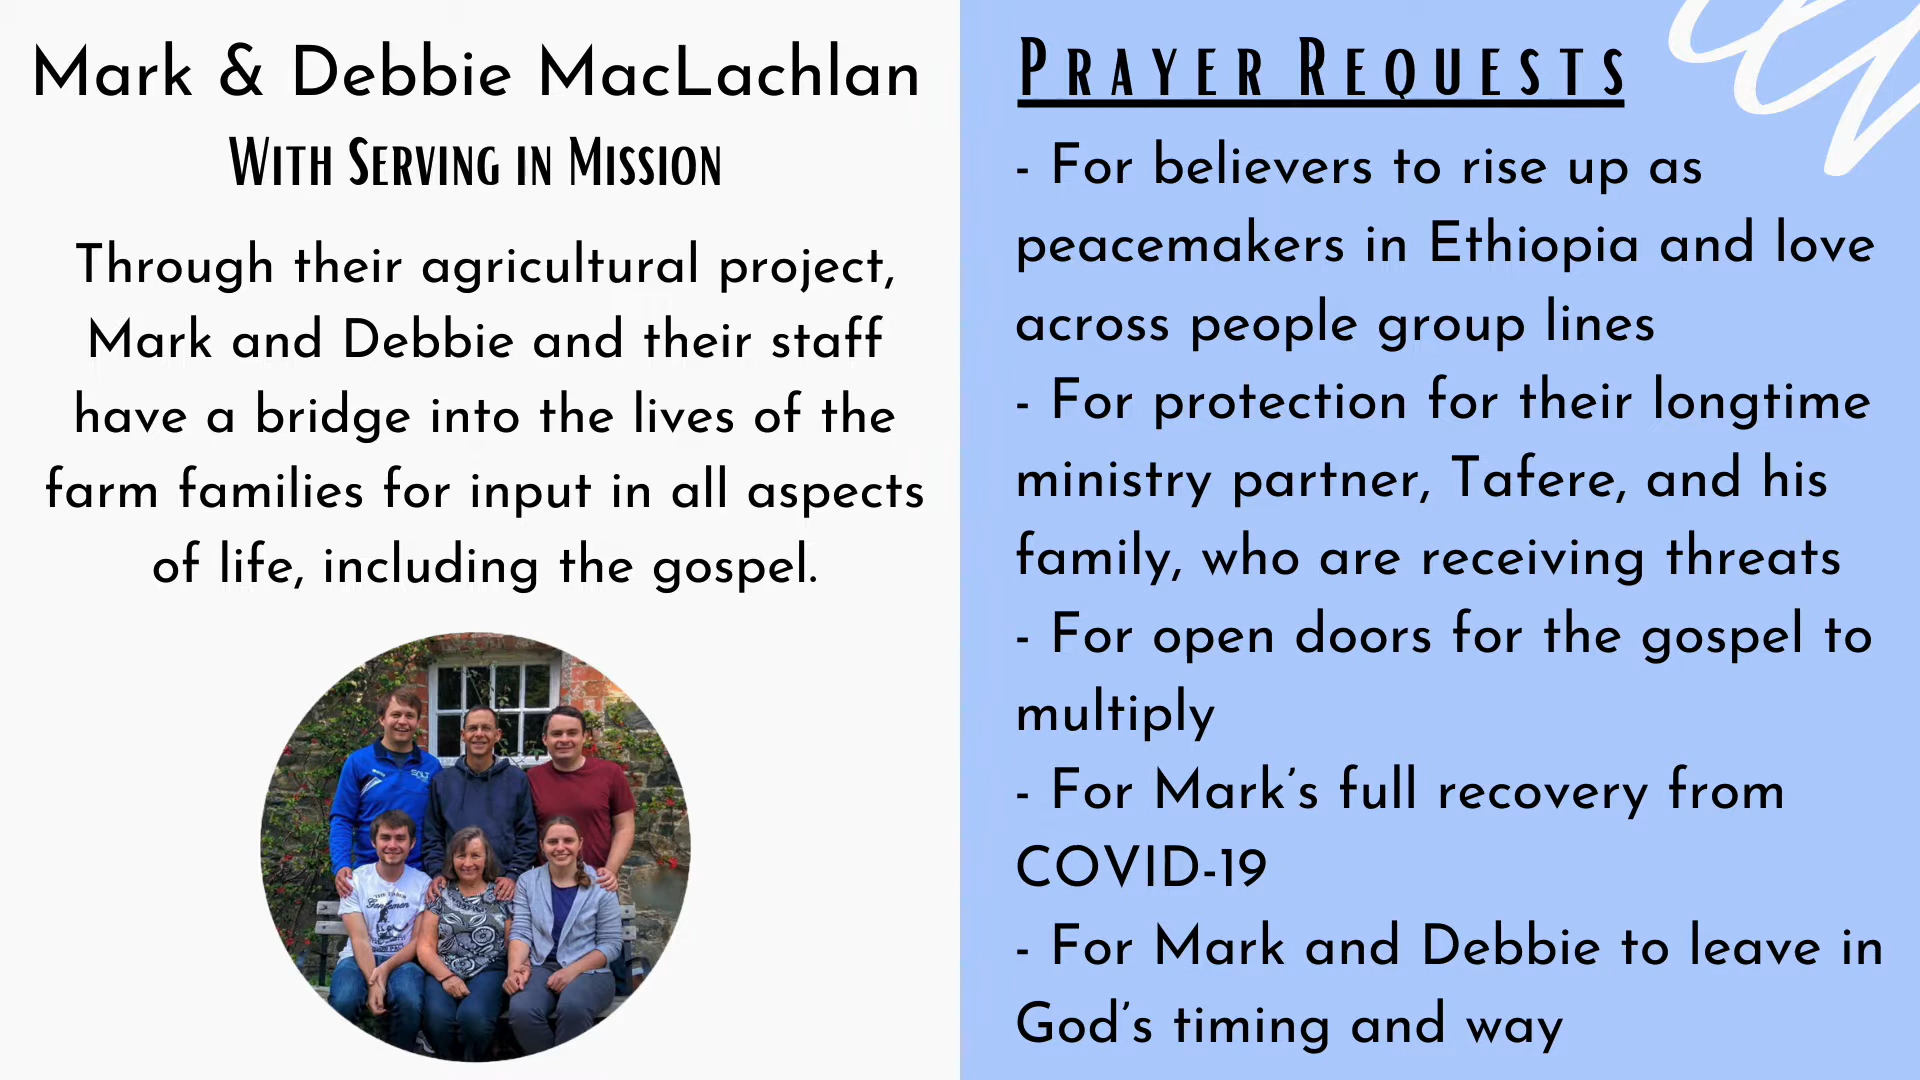 Mark & Debbie MacLachlan
With Serving in Mission
Through their agricultural project,
Mark and Debbie and their staff
have a bridge into the lives of the
farm families for input in all aspects
of life, including the gospel.
SALT
Gentlemen
Prayer Requests
- For believers to rise up as
peacemakers in Ethiopia and love
across people group lines
- For protection for their longtime
ministry partner, Tafere, and his
family, who are receiving threats
- For open doors for the gospel to
multiply
- For Mark's full recovery from
COVID-19
- For Mark and Debbie to leave in
God's timing and way